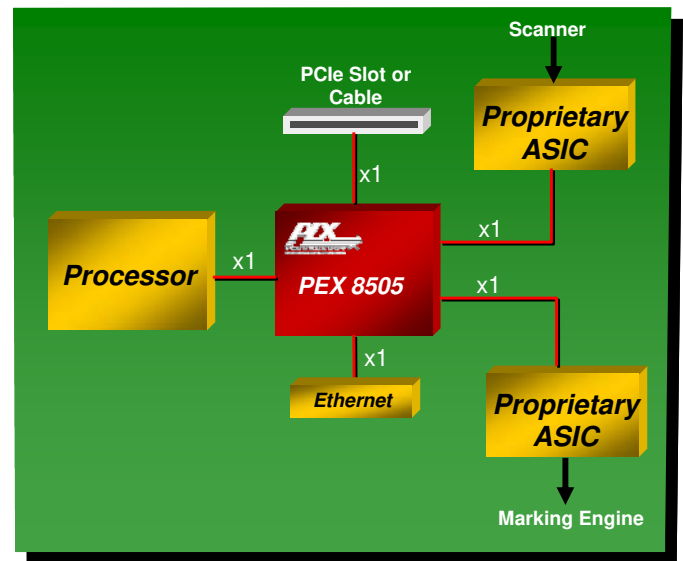 Scanner
PCIe Slot or
Cable
Proprietary
ASIC
x1
x1
PLX
Processor
x1
PEX 8505
x1
x1
Ethernet
Proprietary
ASIC
Marking Engine